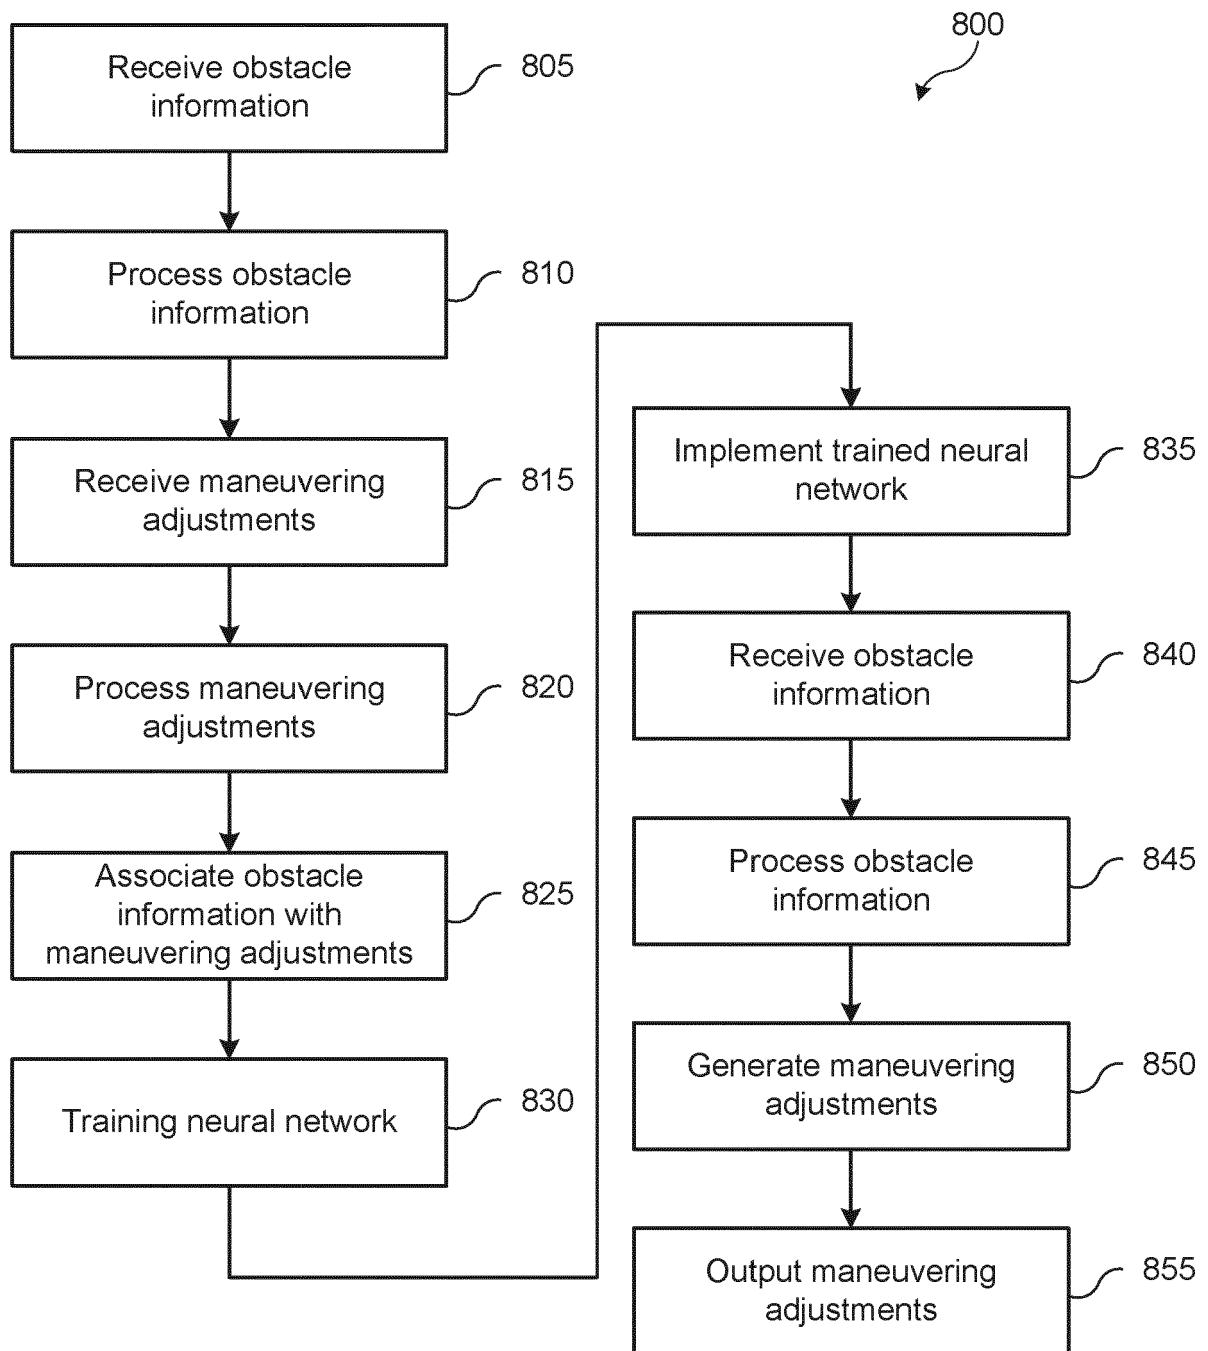 800
Receive obstacle
information
805
Process obstacle
information
810
Receive maneuvering
adjustments
815
Process maneuvering
adjustments
820
Associate obstacle
information with
maneuvering adjustments
825
Training neural network
830
Implement trained neural
network
835
Receive obstacle
information
840
Process obstacle
information
845
Generate maneuvering
adjustments
850
Output maneuvering
adjustments
855